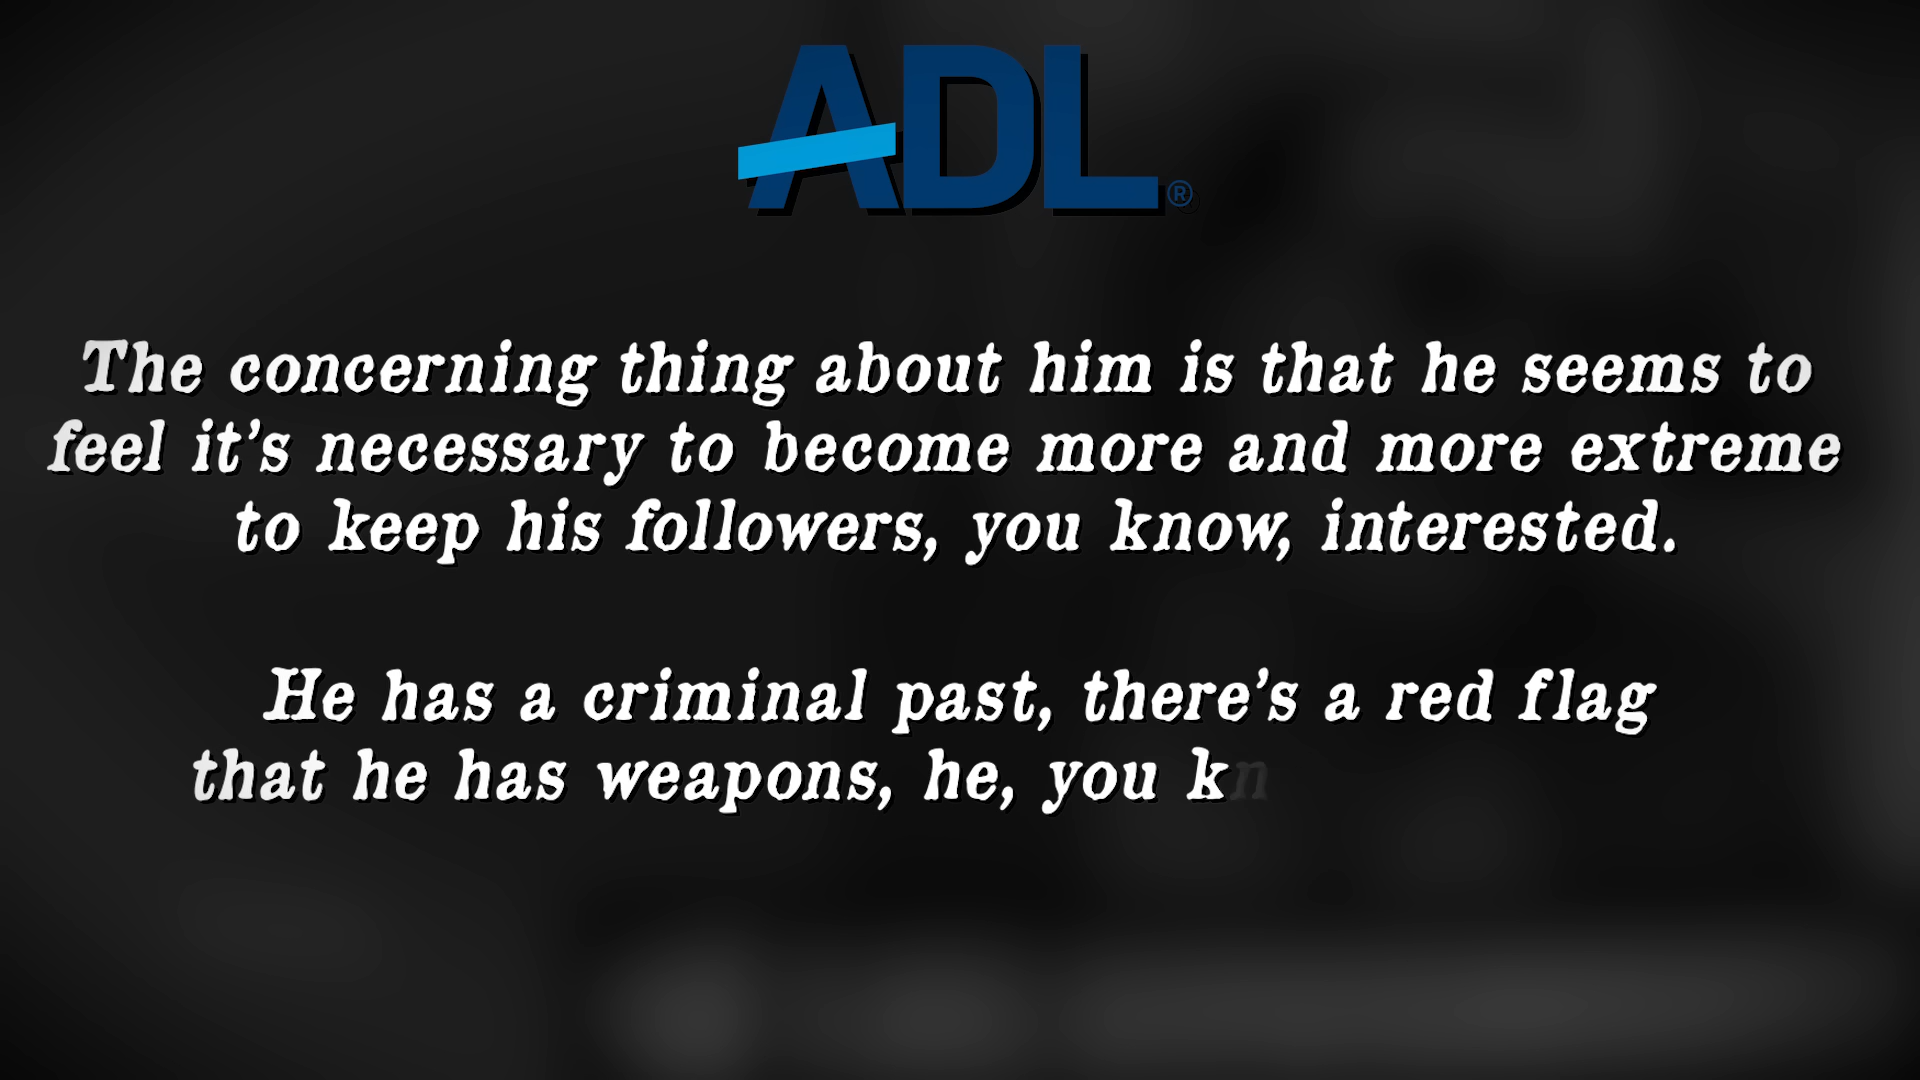 ADL®
The concerning thing about him is that he seems to
feel it's necessary to become more and more extreme
to keep his followers, you know, interested.
He has a criminal past, there's a red flag
that he has weapons, he, you kn